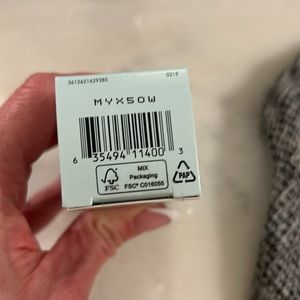 3612621629385 0219
MYX50W
6 35494 11400 3
FSC
MIX
Packaging
FSC® C016055
PAP